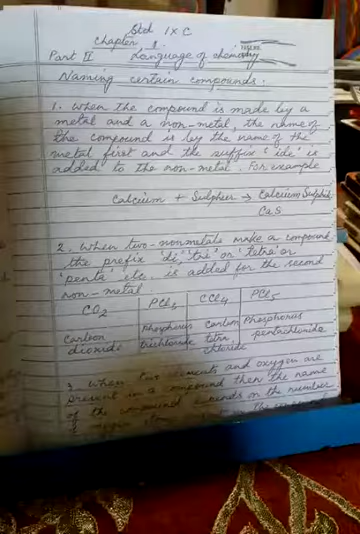 Std IX C
Chapter 1
Part II Language of chemistry
Naming certain compounds.
1. When the compound is made by a
metal and a non-metal, the name of
the compound is by the name of the
metal first and the suffix 'ide' is
added to the non-metal. For example
Calcium + Sulpher → Calcium Sulphide
CaS
2. When two-nonmetals make a compound
the prefix 'di', 'tri' or 'tetra' or
'penta' etc. is added for the second
non-metal
CO2 PCl3 CCl4 PCl5
Carbon Phosphorus Carbon Phosphorus
dioxide trichloride tetra pentachloride
chloride
3. When two elements and oxygen are
present in a compound then the name
of the compound depends on the number